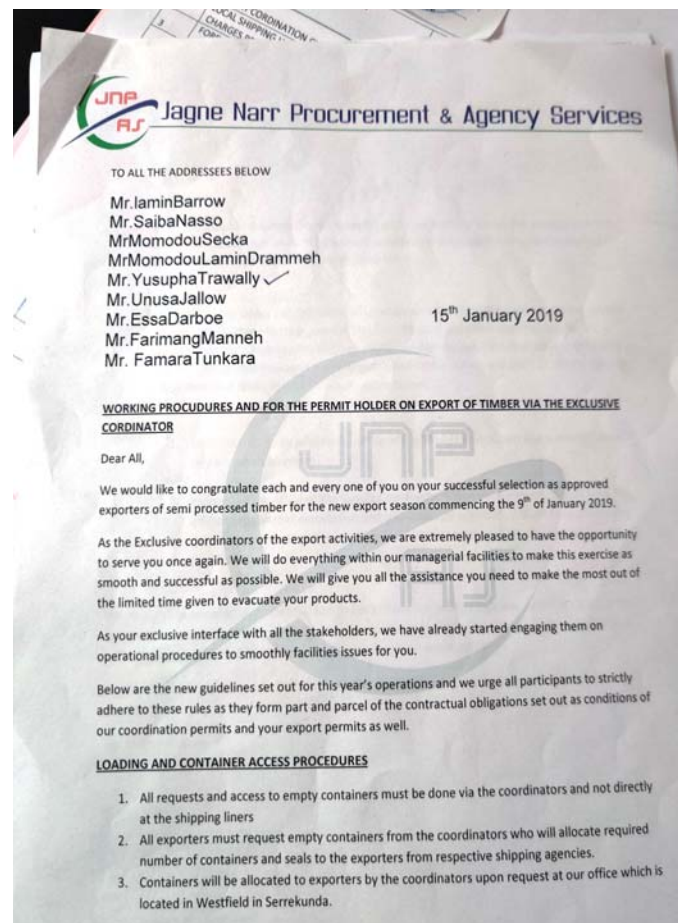 CORDINATION
LOCAL SHIPPING
CHARGES
FOR
JNP
AS
Jagne Narr Procurement & Agency Services
TO ALL THE ADDRESSEES BELOW
Mr.laminBarrow
Mr.SaibaNasso
MrMomodouSecka
MrMomodouLaminDrammeh
Mr.YusuphaTrawally
Mr.UnusaJallow
Mr.EssaDarboe 15th January 2019
Mr.FarimangManneh
Mr. FamaraTunkara
WORKING PROCUDURES AND FOR THE PERMIT HOLDER ON EXPORT OF TIMBER VIA THE EXCLUSIVE
CORDINATOR
Dear All,
We would like to congratulate each and every one of you on your successful selection as approved
exporters of semi processed timber for the new export season commencing the 9th of January 2019.
As the Exclusive coordinators of the export activities, we are extremely pleased to have the opportunity
to serve you once again. We will do everything within our managerial facilities to make this exercise as
smooth and successful as possible. We will give you all the assistance you need to make the most out of
the limited time given to evacuate your products.
As your exclusive interface with all the stakeholders, we have already started engaging them on
operational procedures to smoothly facilities issues for you.
Below are the new guidelines set out for this year's operations and we urge all participants to strictly
adhere to these rules as they form part and parcel of the contractual obligations set out as conditions of
our coordination permits and your export permits as well.
LOADING AND CONTAINER ACCESS PROCEDURES
1. All requests and access to empty containers must be done via the coordinators and not directly
at the shipping liners
2. All exporters must request empty containers from the coordinators who will allocate required
number of containers and seals to the exporters from respective shipping agencies.
3. Containers will be allocated to exporters by the coordinators upon request at our office which is
located in Westfield in Serrekunda.